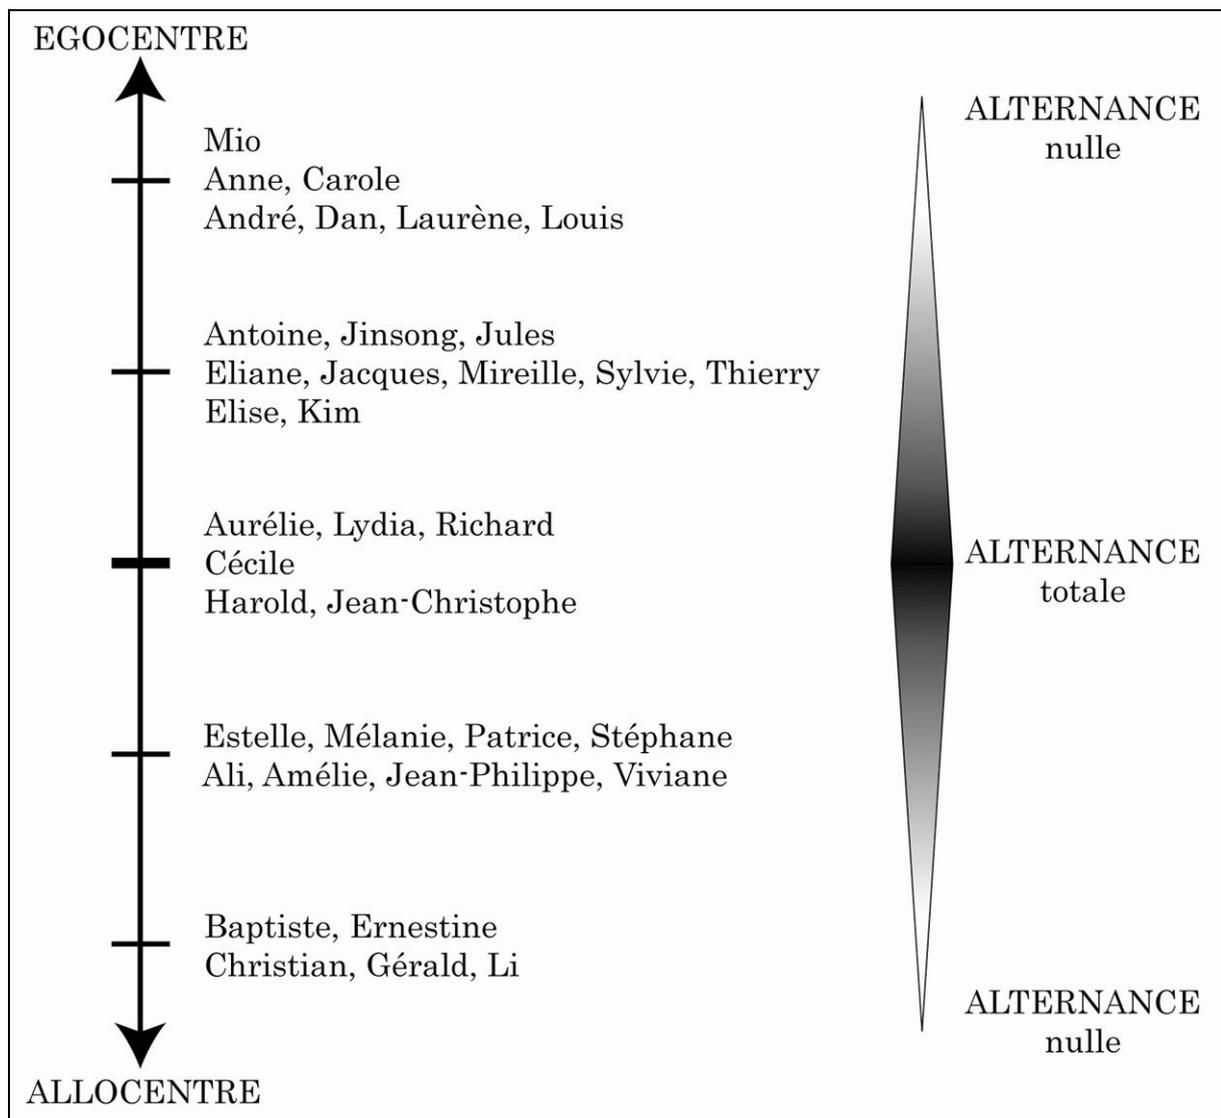 EGOCENTRE
Mio
Anne, Carole
André, Dan, Laurène, Louis
Antoine, Jinsong, Jules
Eliane, Jacques, Mireille, Sylvie, Thierry
Elise, Kim
Aurélie, Lydia, Richard
Cécile
Harold, Jean-Christophe
Estelle, Mélanie, Patrice, Stéphane
Ali, Amélie, Jean-Philippe, Viviane
Baptiste, Ernestine
Christian, Gérald, Li
ALLOCENTRE
ALTERNANCE
nulle
ALTERNANCE
totale
ALTERNANCE
nulle